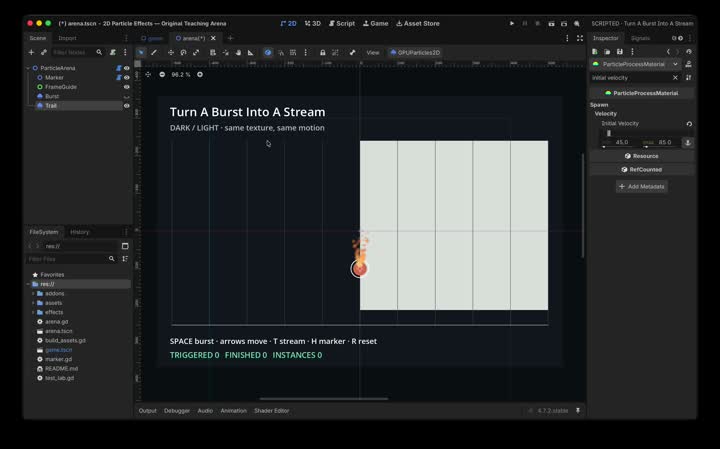 (*) arena.tscn - 2D Particle Effects — Original Teaching Arena
2D 3D Script Game Asset Store
SCRIPTED · Turn A Burst Into A Stream
Scene Import
Filter Nodes
ParticleArena
Marker
FrameGuide
Burst
Trail
FileSystem History
res://
Filter Files
Favorites
res://
addons
assets
effects
arena.gd
arena.tscn
build_assets.gd
game.tscn
marker.gd
README.md
test_lab.gd
game arena(*)
View GPUParticles2D
96.2 %
Turn A Burst Into A Stream
DARK / LIGHT · same texture, same motion
SPACE burst · arrows move · T stream · H marker · R reset
TRIGGERED 0 FINISHED 0 INSTANCES 0
Output Debugger Audio Animation Shader Editor
4.7.2.stable
Inspector Signals
ParticleProcessMaterial
initial velocity
ParticleProcessMaterial
Spawn
Velocity
Initial Velocity
45.0 85.0
Resource
RefCounted
Add Metadata